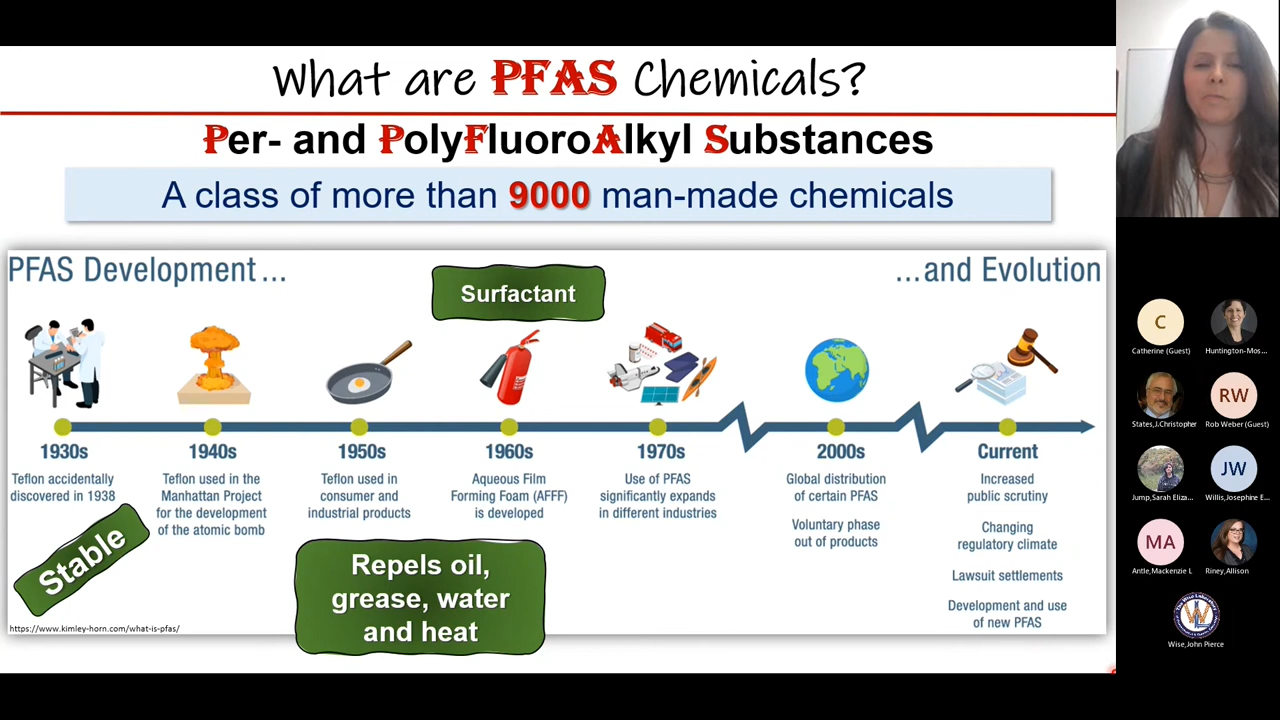 What are PFAS Chemicals?
Per- and PolyFluoroAlkyl Substances
A class of more than 9000 man-made chemicals
PFAS Development...
...and Evolution
Surfactant
1930s
Teflon accidentally
discovered in 1938
1940s
Teflon used in the
Manhattan Project
for the development
of the atomic bomb
1950s
Teflon used in
consumer and
industrial products
1960s
Aqueous Film
Forming Foam (AFFF)
is developed
1970s
Use of PFAS
significantly expands
in different industries
2000s
Global distribution
of certain PFAS
Voluntary phase
out of products
Current
Increased
public scrutiny
Changing
regulatory climate
Lawsuit settlements
Development and use
of new PFAS
Stable
Repels oil,
grease, water
and heat
https://www.kimley-horn.com/what-is-pfas/
C
Catherine (Guest)
Huntington-Mos...
States,J.Christopher
RW
Rob Weber (Guest)
Jump,Sarah Eliza...
JW
Willis,Josephine E...
MA
Antle,Mackenzie L
Riney,Allison
Wise,John Pierce